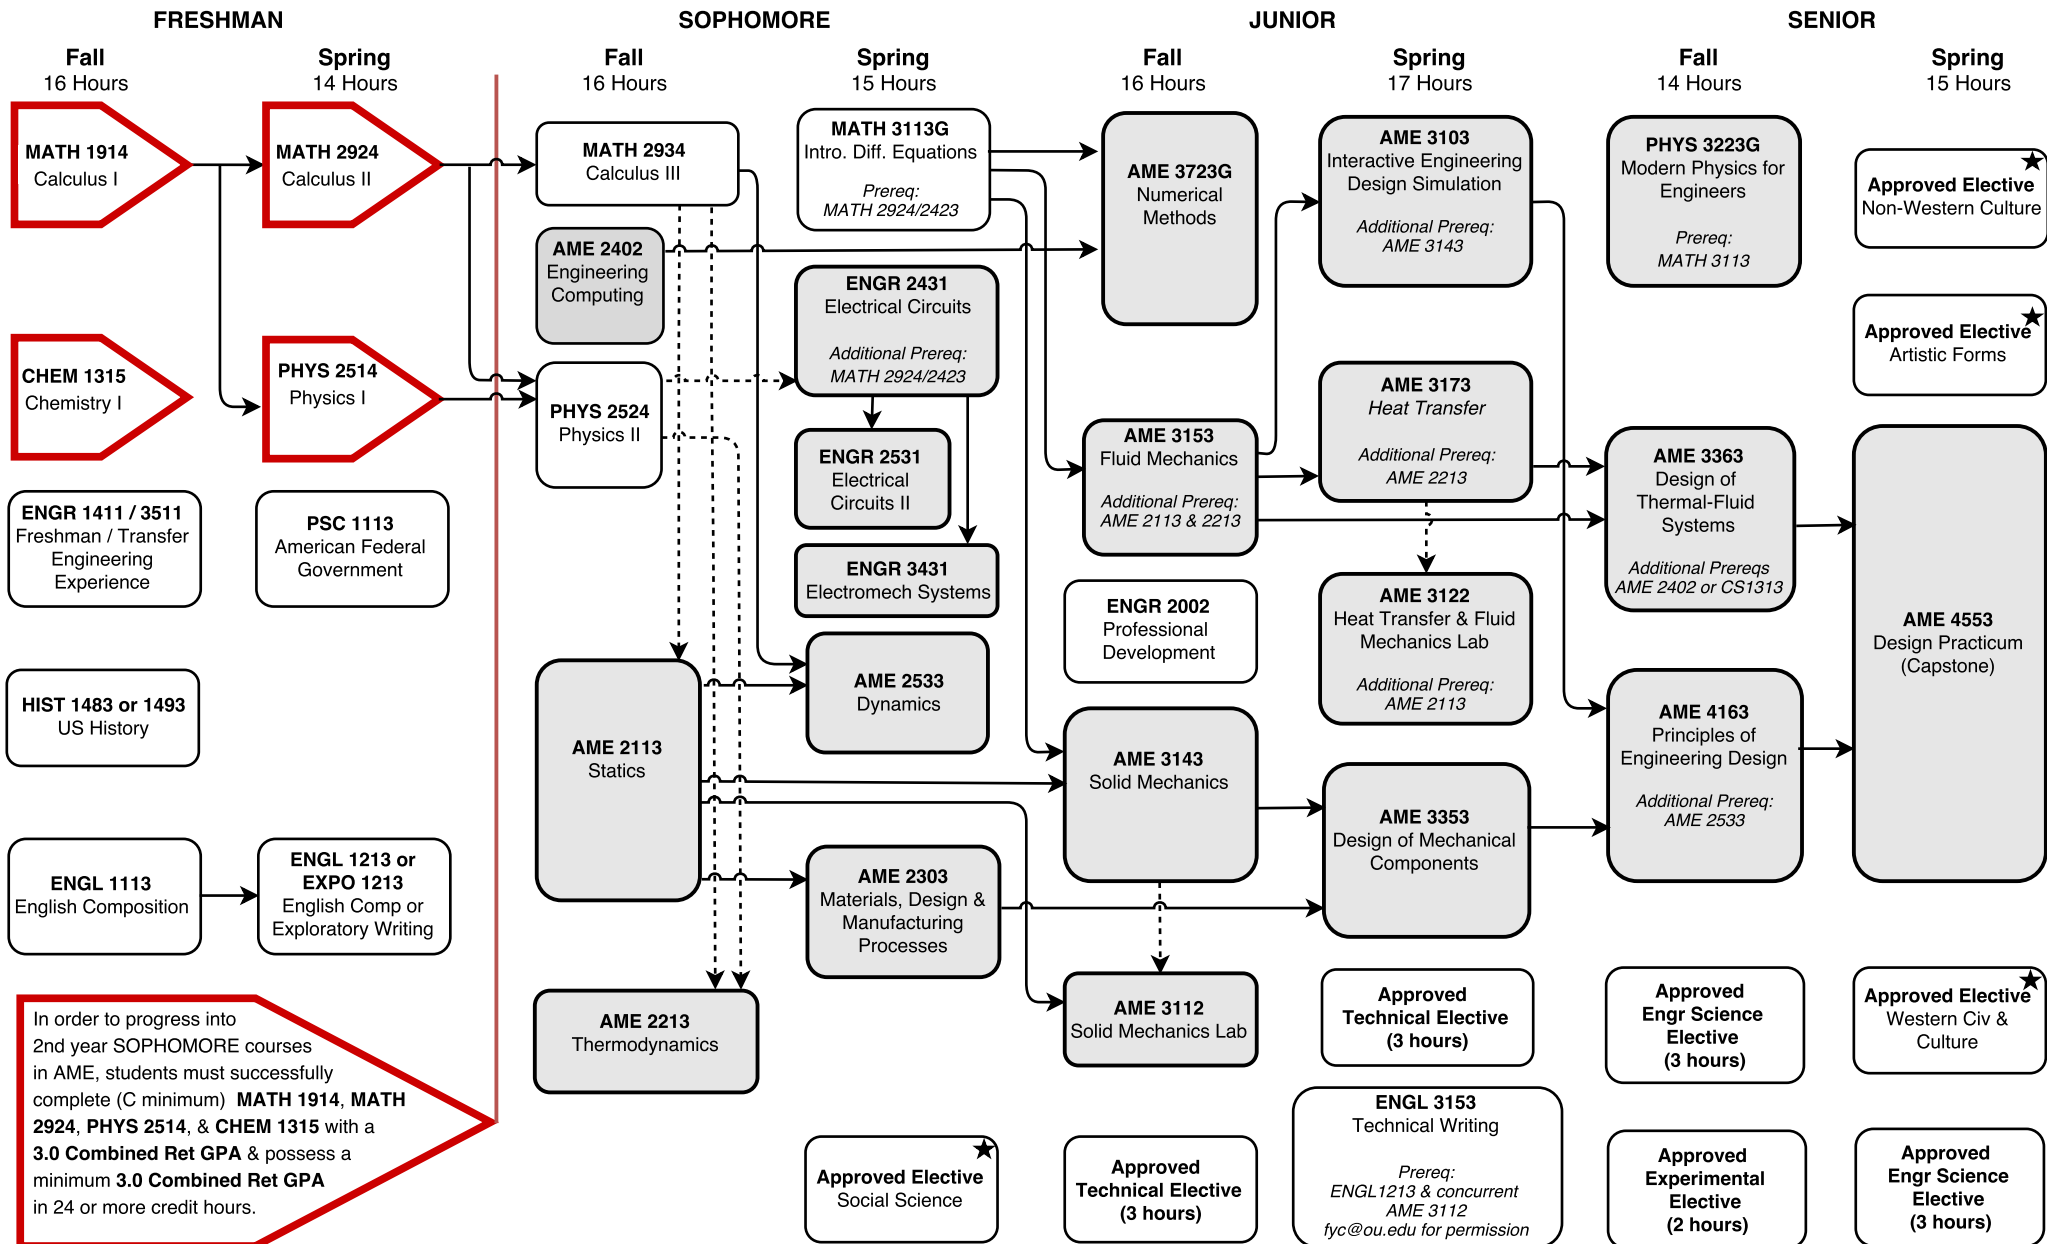 FRESHMAN
SOPHOMORE
JUNIOR
SENIOR
Fall
16 Hours
Spring
14 Hours
Fall
16 Hours
Spring
15 Hours
Fall
16 Hours
Spring
17 Hours
Fall
14 Hours
Spring
15 Hours
MATH 1914
Calculus I
CHEM 1315
Chemistry I
ENGR 1411 / 3511
Freshman / Transfer
Engineering
Experience
HIST 1483 or 1493
US History
ENGL 1113
English Composition
MATH 2924
Calculus II
PHYS 2514
Physics I
PSC 1113
American Federal
Government
ENGL 1213 or
EXPO 1213
English Comp or
Exploratory Writing
In order to progress into
2nd year SOPHOMORE courses
in AME, students must successfully
complete (C minimum) MATH 1914, MATH
2924, PHYS 2514, & CHEM 1315 with a
3.0 Combined Ret GPA & possess a
minimum 3.0 Combined Ret GPA
in 24 or more credit hours.
MATH 2934
Calculus III
AME 2402
Engineering
Computing
PHYS 2524
Physics II
AME 2113
Statics
AME 2213
Thermodynamics
MATH 3113G
Intro. Diff. Equations
Prereq:
MATH 2924/2423
ENGR 2431
Electrical Circuits
Additional Prereq:
MATH 2924/2423
ENGR 2531
Electrical
Circuits II
ENGR 3431
Electromech Systems
AME 2533
Dynamics
AME 2303
Materials, Design &
Manufacturing
Processes
Approved Elective
Social Science
AME 3723G
Numerical
Methods
AME 3153
Fluid Mechanics
Additional Prereq:
AME 2113 & 2213
ENGR 2002
Professional
Development
AME 3143
Solid Mechanics
AME 3112
Solid Mechanics Lab
Approved
Technical Elective
(3 hours)
AME 3103
Interactive Engineering
Design Simulation
Additional Prereq:
AME 3143
AME 3173
Heat Transfer
Additional Prereq:
AME 2213
AME 3122
Heat Transfer & Fluid
Mechanics Lab
Additional Prereq:
AME 2113
AME 3353
Design of Mechanical
Components
Approved
Technical Elective
(3 hours)
ENGL 3153
Technical Writing
Prereq:
ENGL1213 & concurrent
AME 3112
fyc@ou.edu for permission
PHYS 3223G
Modern Physics for
Engineers
Prereq:
MATH 3113
AME 3363
Design of
Thermal-Fluid
Systems
Additional Prereqs
AME 2402 or CS1313
AME 4163
Principles of
Engineering Design
Additional Prereq:
AME 2533
Approved
Engr Science
Elective
(3 hours)
Approved
Experimental
Elective
(2 hours)
Approved Elective
Non-Western Culture
Approved Elective
Artistic Forms
AME 4553
Design Practicum
(Capstone)
Approved Elective
Western Civ &
Culture
Approved
Engr Science
Elective
(3 hours)